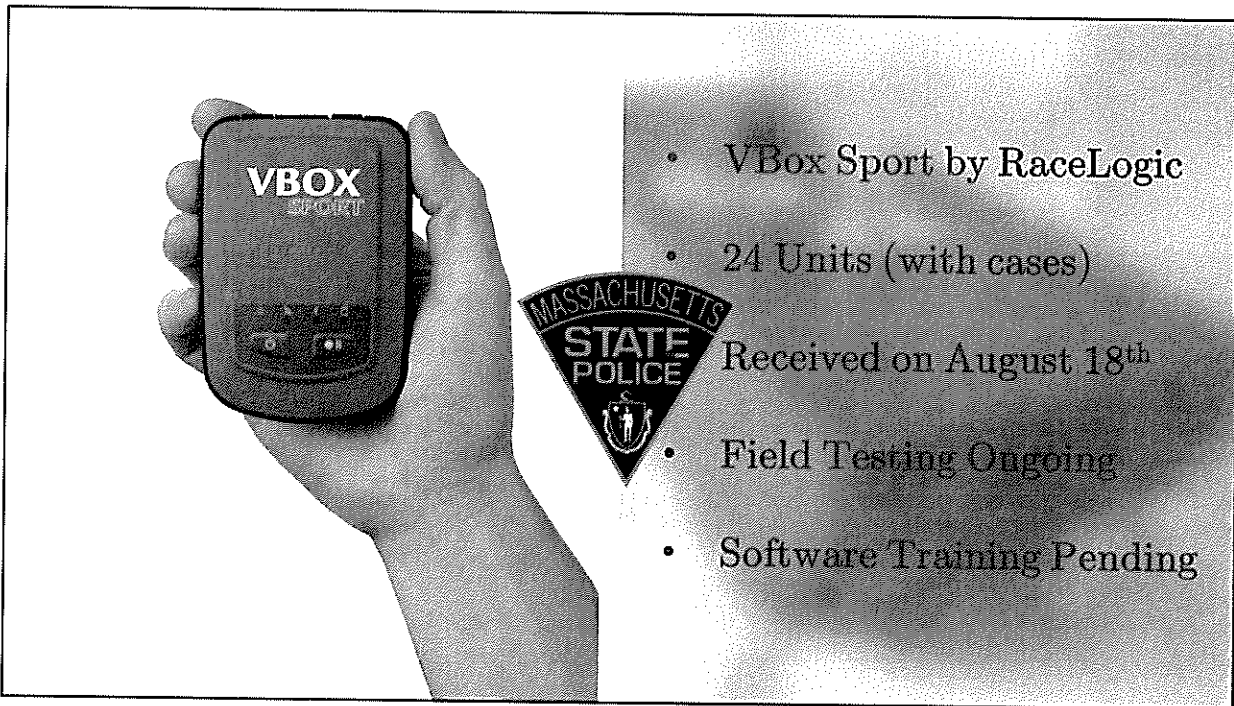 VBOX
SPORT
MASSACHUSETTS
STATE
POLICE
• VBox Sport by RaceLogic
• 24 Units (with cases)
Received on August 18th
• Field Testing Ongoing
• Software Training Pending